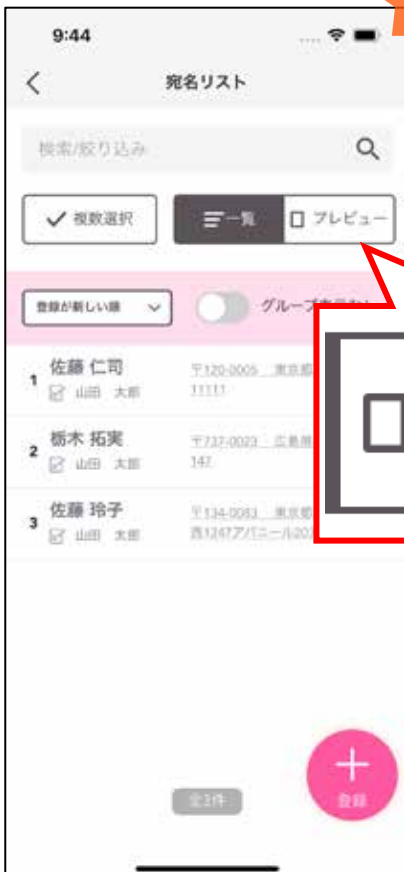 9:44
宛名リスト
検索/絞り込み
複数選択
一覧
プレビュー
登録が新しい順
グループ表示なし
1
佐藤 仁司
山田 太郎
〒120-0005 東京都
11111
2
栃木 拓実
山田 太郎
〒737-0023 広島県
147
3
佐藤 玲子
山田 太郎
〒134-0083 東京都
西1247アパニール20
全3件
登録